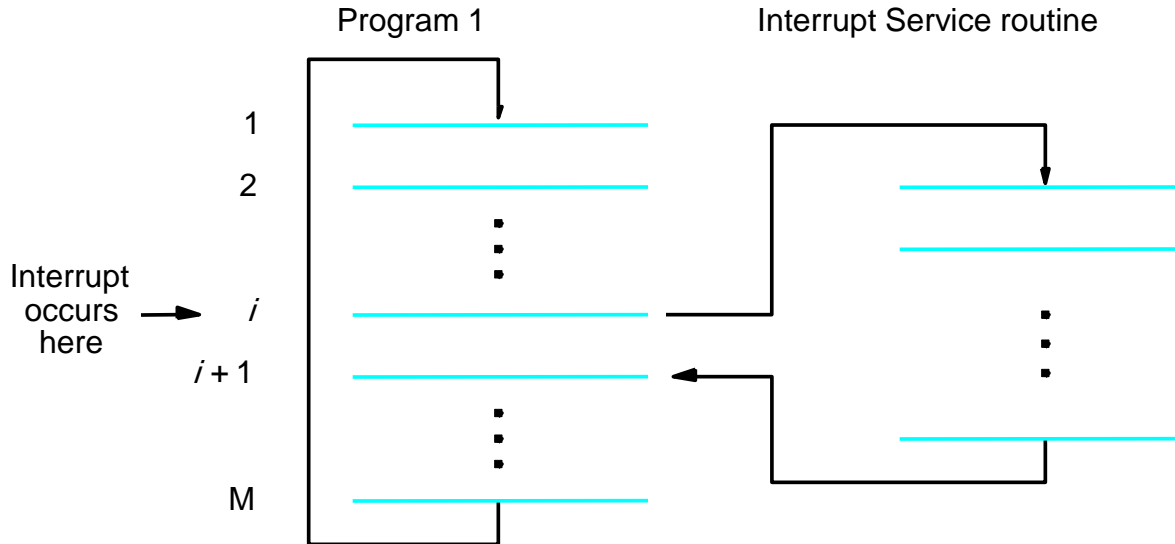 Program 1
Interrupt Service routine
1
2
Interrupt
occurs
here
i
i + 1
M